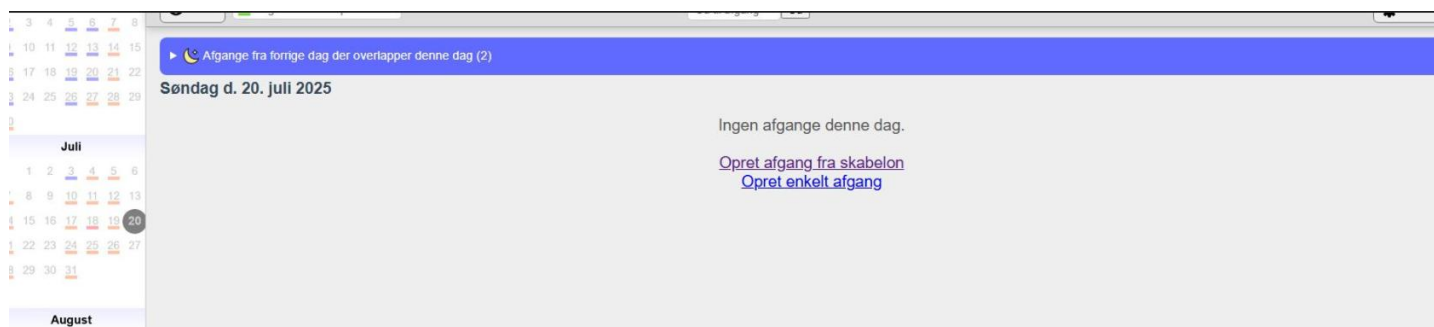 3 4 5 6 7 8
10 11 12 13 14 15
17 18 19 20 21 22
24 25 26 27 28 29
Juli
1 2 3 4 5 6
8 9 10 11 12 13
15 16 17 18 19 20
22 23 24 25 26 27
29 30 31
August
▸ Afgange fra forrige dag der overlapper denne dag (2)
Søndag d. 20. juli 2025
Ingen afgange denne dag.
Opret afgang fra skabelon
Opret enkelt afgang